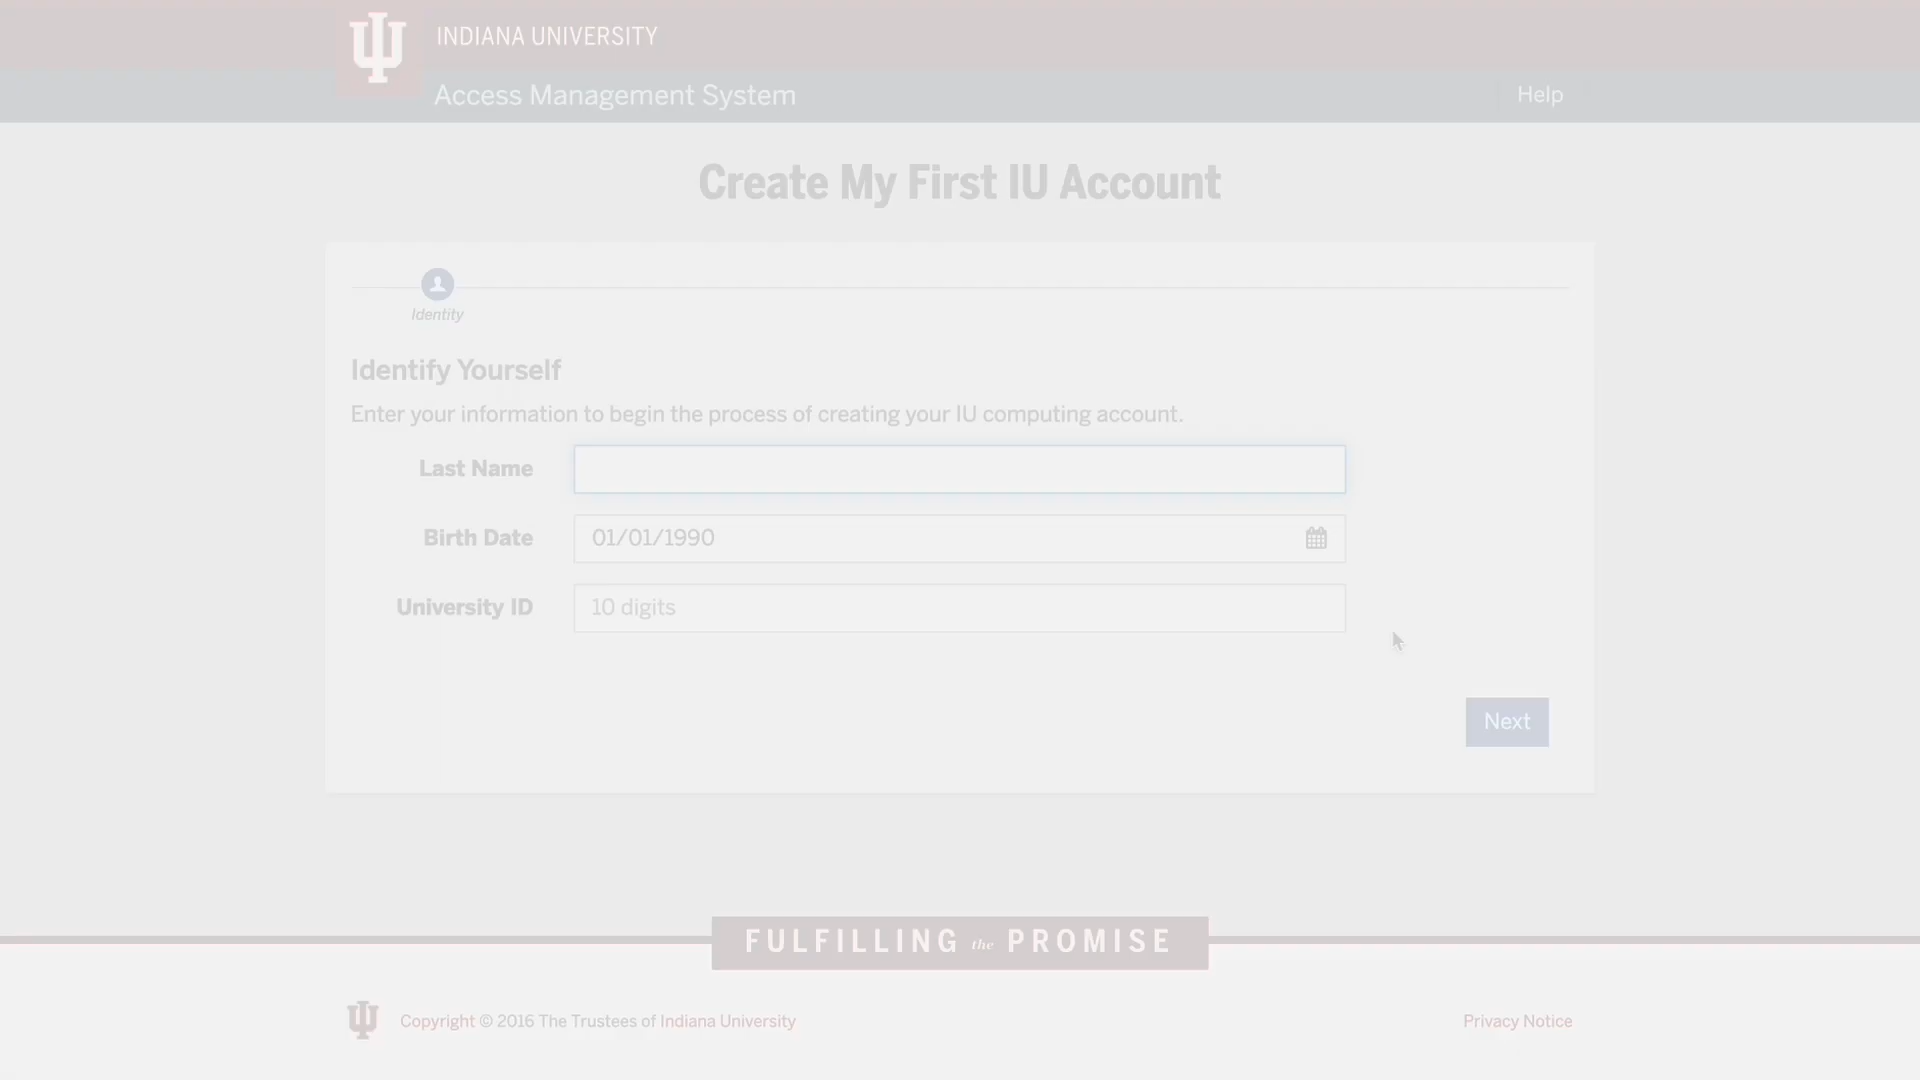 INDIANA UNIVERSITY
Access Management System
Help
Create My First IU Account
Identity
Identify Yourself
Enter your information to begin the process of creating your IU computing account.
Last Name
Birth Date 01/01/1990
University ID 10 digits
Next
FULFILLING the PROMISE
Copyright © 2016 The Trustees of Indiana University
Privacy Notice